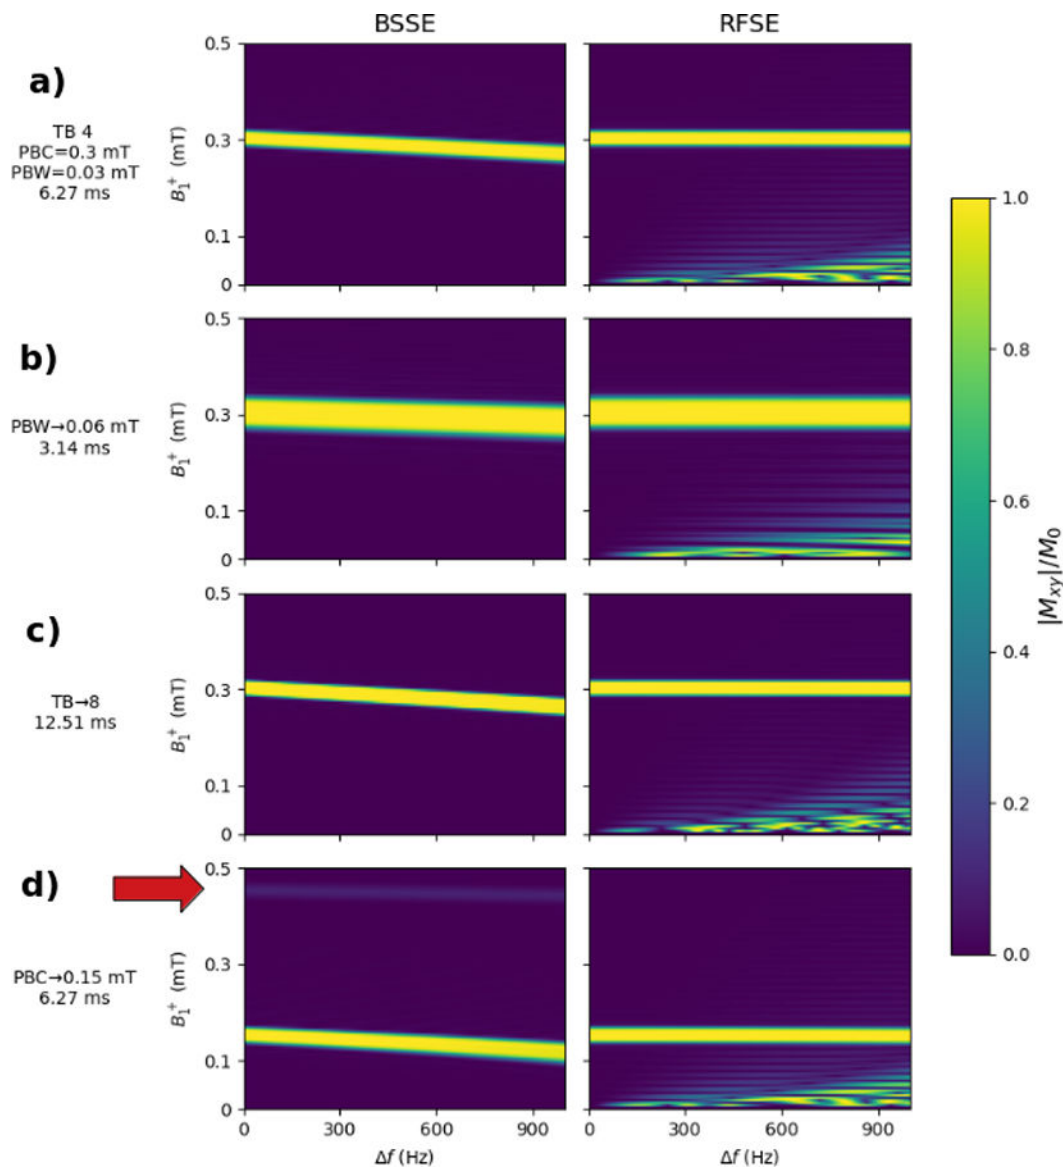 BSSE
RFSE
a)
TB 4
PBC=0.3 mT
PBW=0.03 mT
6.27 ms
0.5
0.3
0.1
0
B₁⁺ (mT)
b)
PBW→0.06 mT
3.14 ms
0.5
0.3
0.1
0
B₁⁺ (mT)
c)
TB→8
12.51 ms
0.5
0.3
0.1
0
B₁⁺ (mT)
d)
PBC→0.15 mT
6.27 ms
0.5
0.3
0.1
0
B₁⁺ (mT)
0 300 600 900
Δf (Hz)
0 300 600 900
Δf (Hz)
1.0
0.8
0.6
0.4
0.2
0.0
|Mxy|/M0